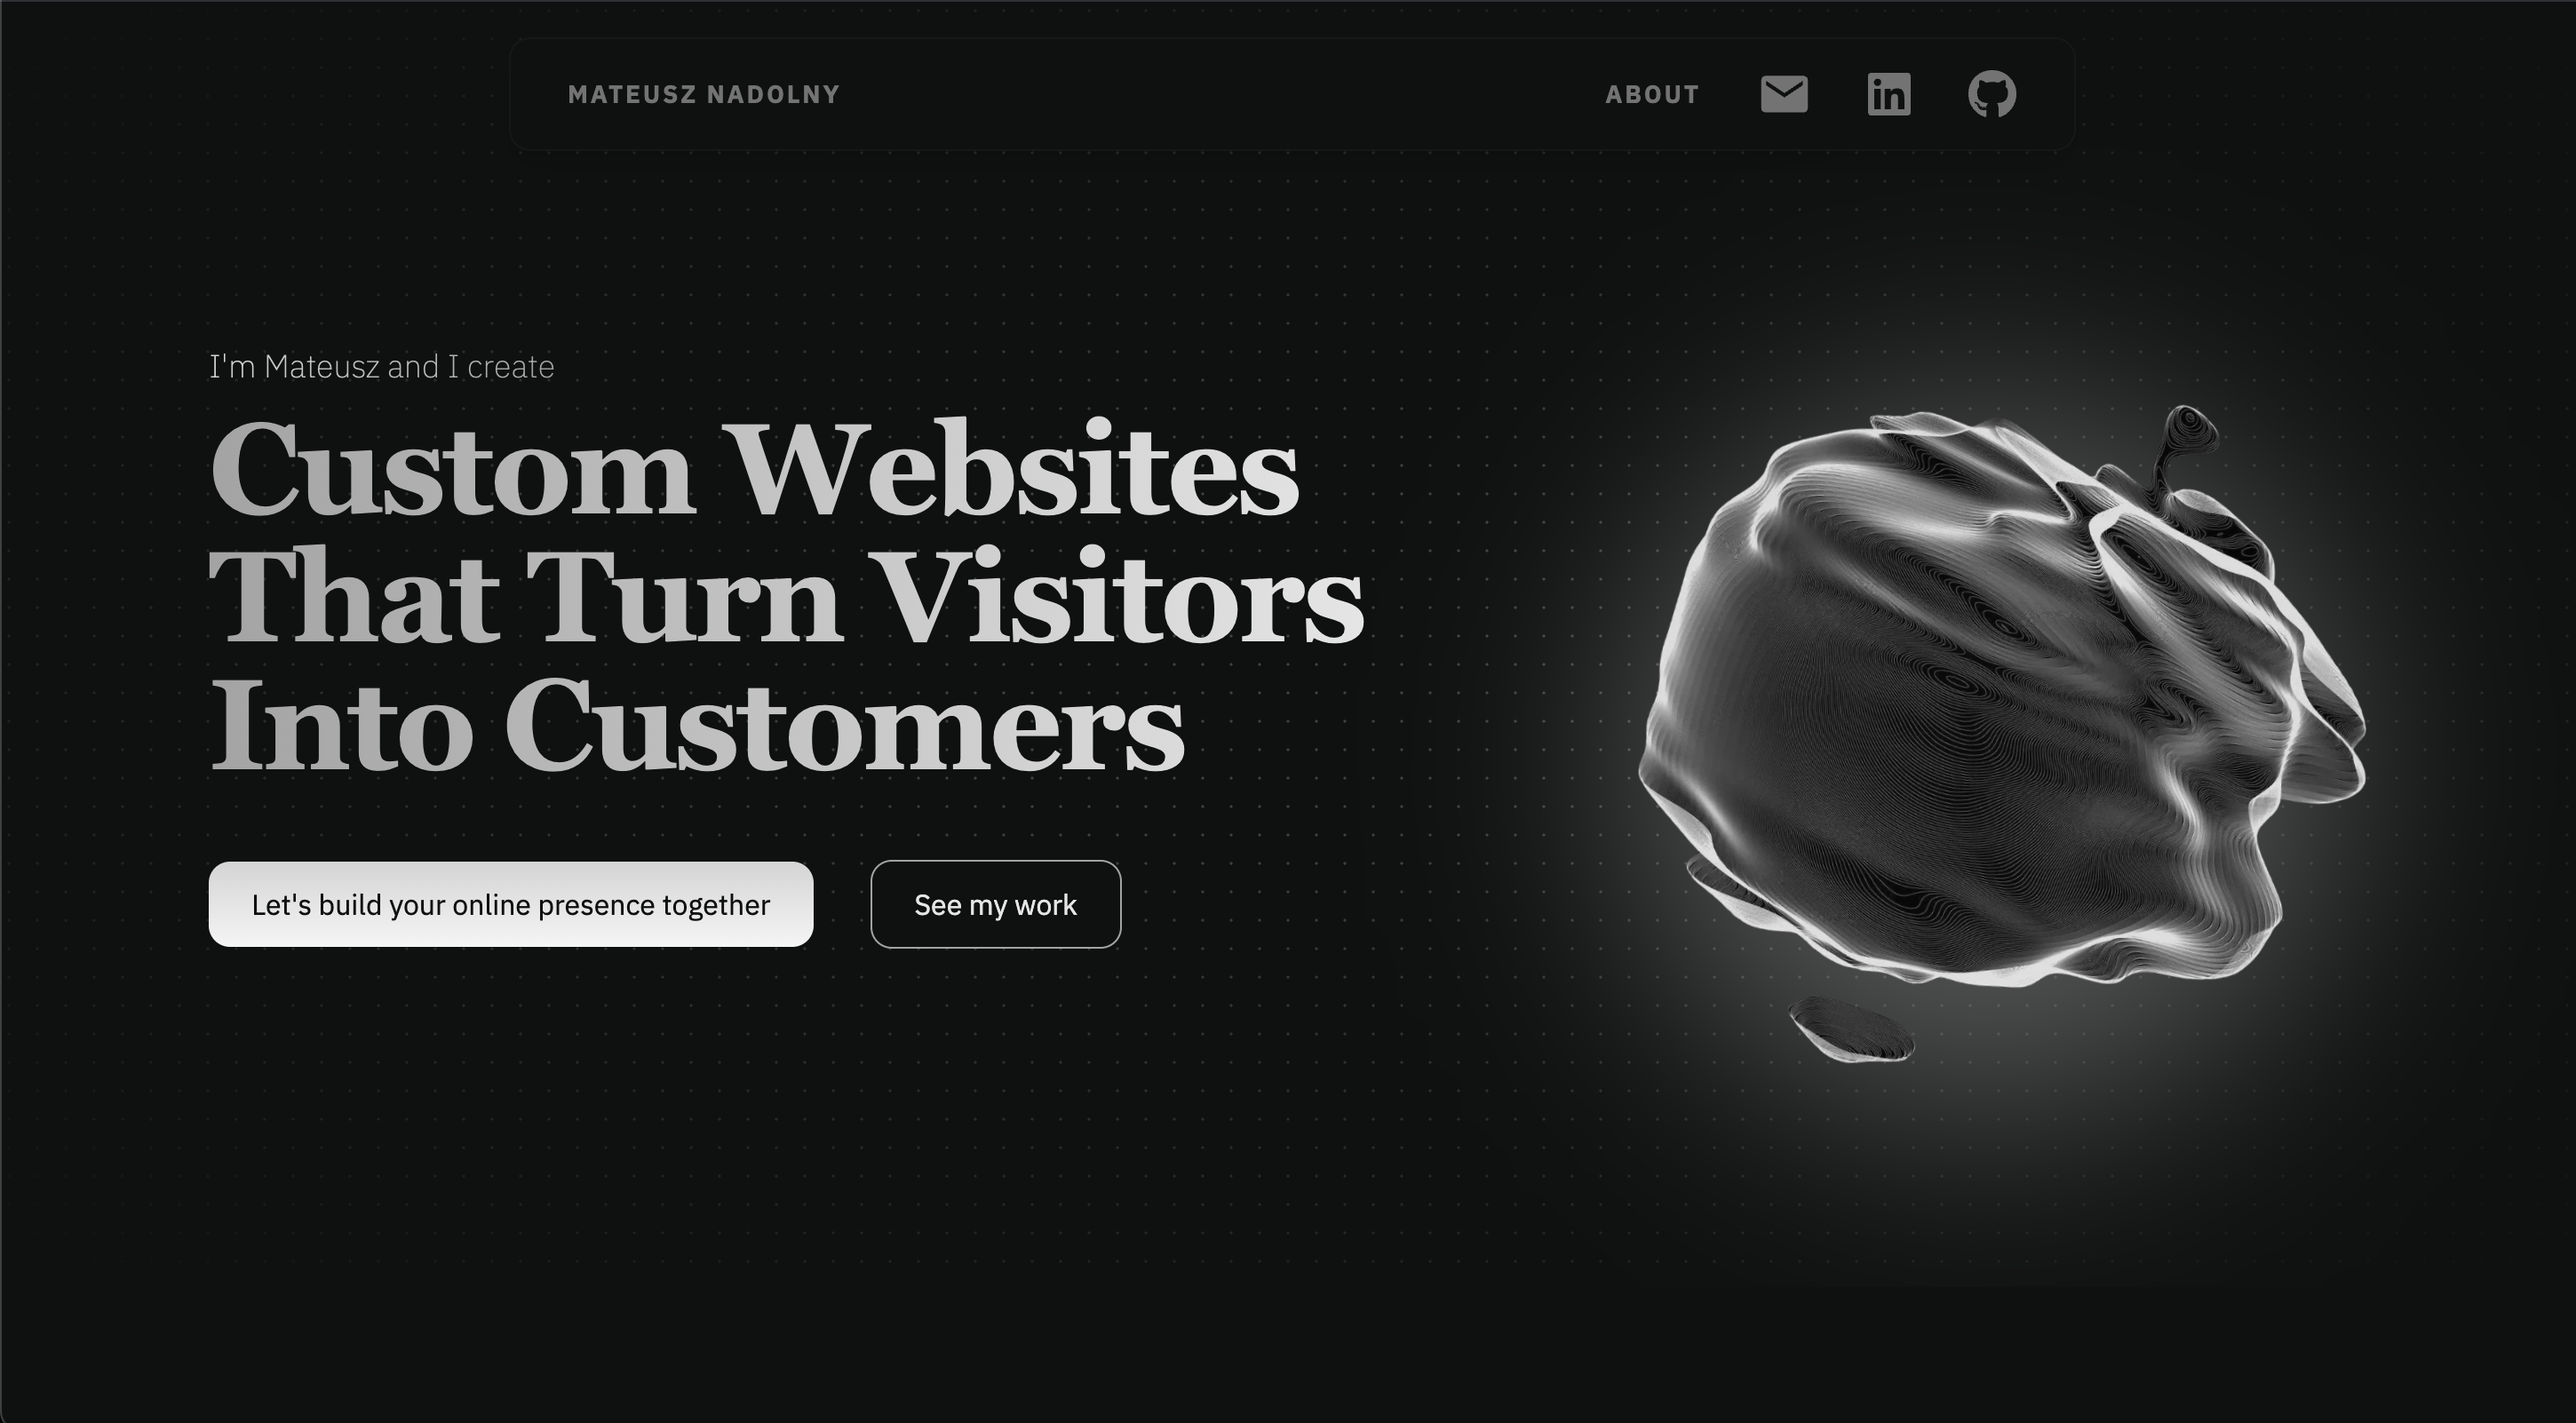 MATEUSZ NADOLNY
ABOUT
in
I'm Mateusz and I create
Custom Websites
That Turn Visitors
Into Customers
Let's build your online presence together
See my work